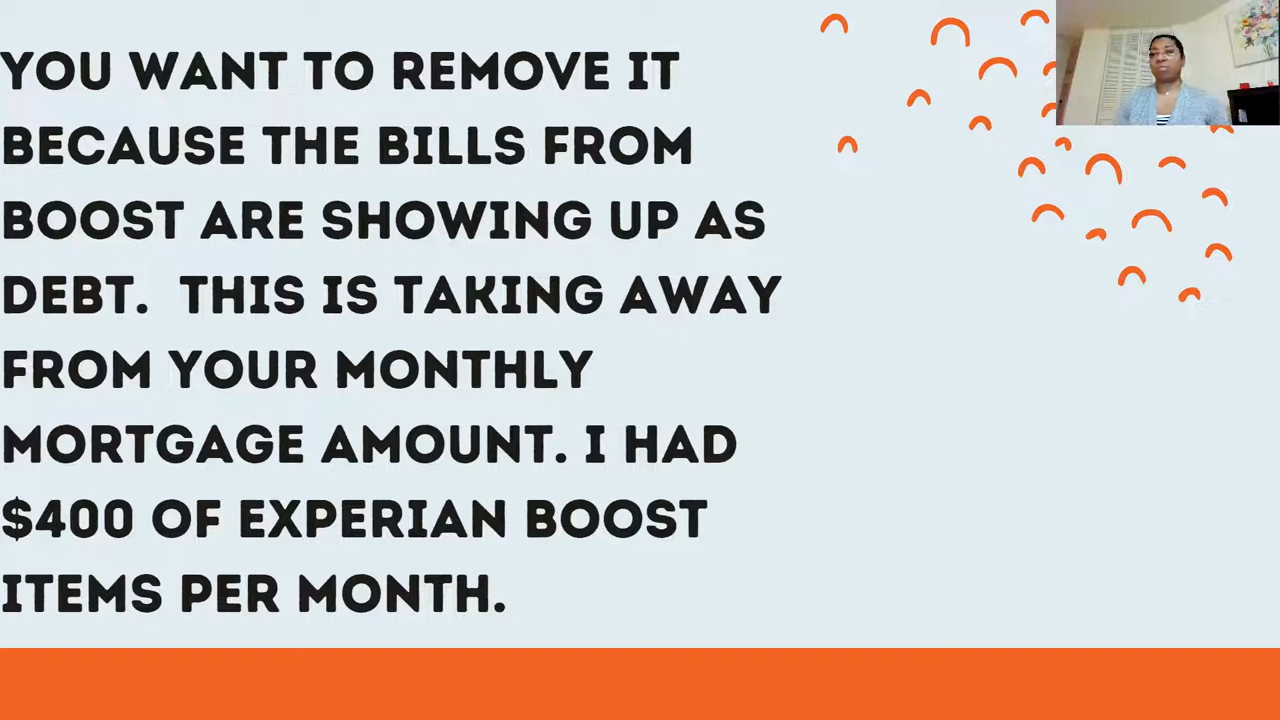 YOU WANT TO REMOVE IT
BECAUSE THE BILLS FROM
BOOST ARE SHOWING UP AS
DEBT.  THIS IS TAKING AWAY
FROM YOUR MONTHLY
MORTGAGE AMOUNT. I HAD
$400 OF EXPERIAN BOOST
ITEMS PER MONTH.